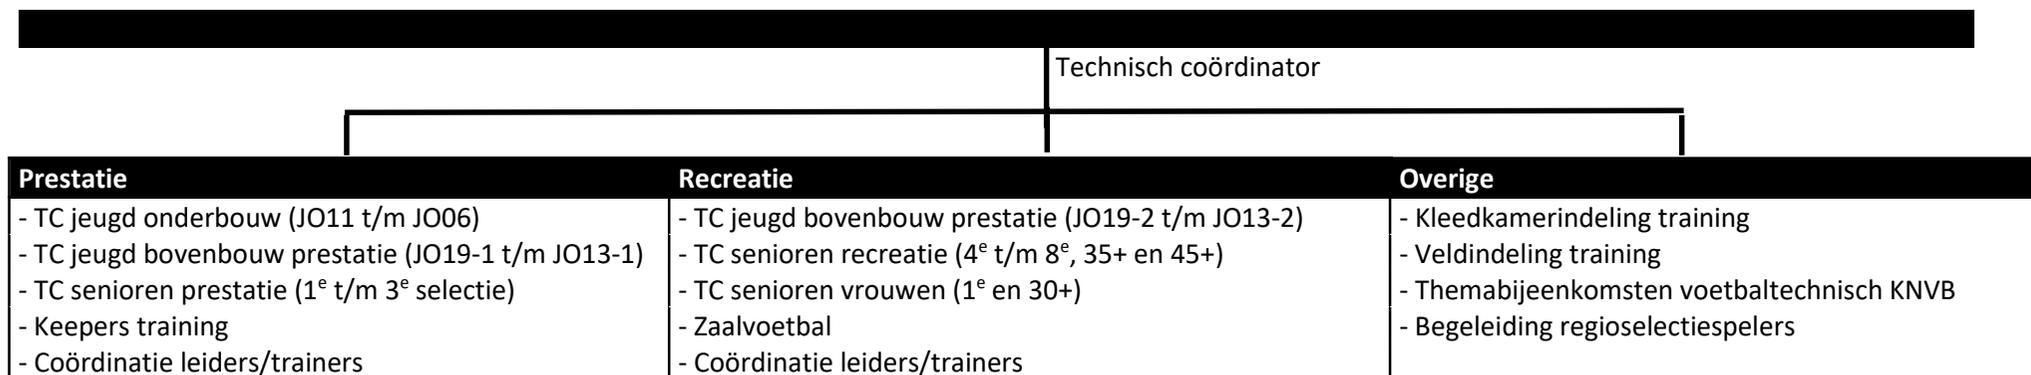 Technisch coördinator
Prestatie
- TC jeugd onderbouw (JO11 t/m JO06)
- TC jeugd bovenbouw prestatie (JO19-1 t/m JO13-1)
- TC senioren prestatie (1e t/m 3e selectie)
- Keepers training
- Coördinatie leiders/trainers
Recreatie
- TC jeugd bovenbouw prestatie (JO19-2 t/m JO13-2)
- TC senioren recreatie (4e t/m 8e, 35+ en 45+)
- TC senioren vrouwen (1e en 30+)
- Zaalvoetbal
- Coördinatie leiders/trainers
Overige
- Kleedkamerindeling training
- Veldindeling training
- Themabijeenkomsten voetbaltechnisch KNVB
- Begeleiding regioselectiespelers